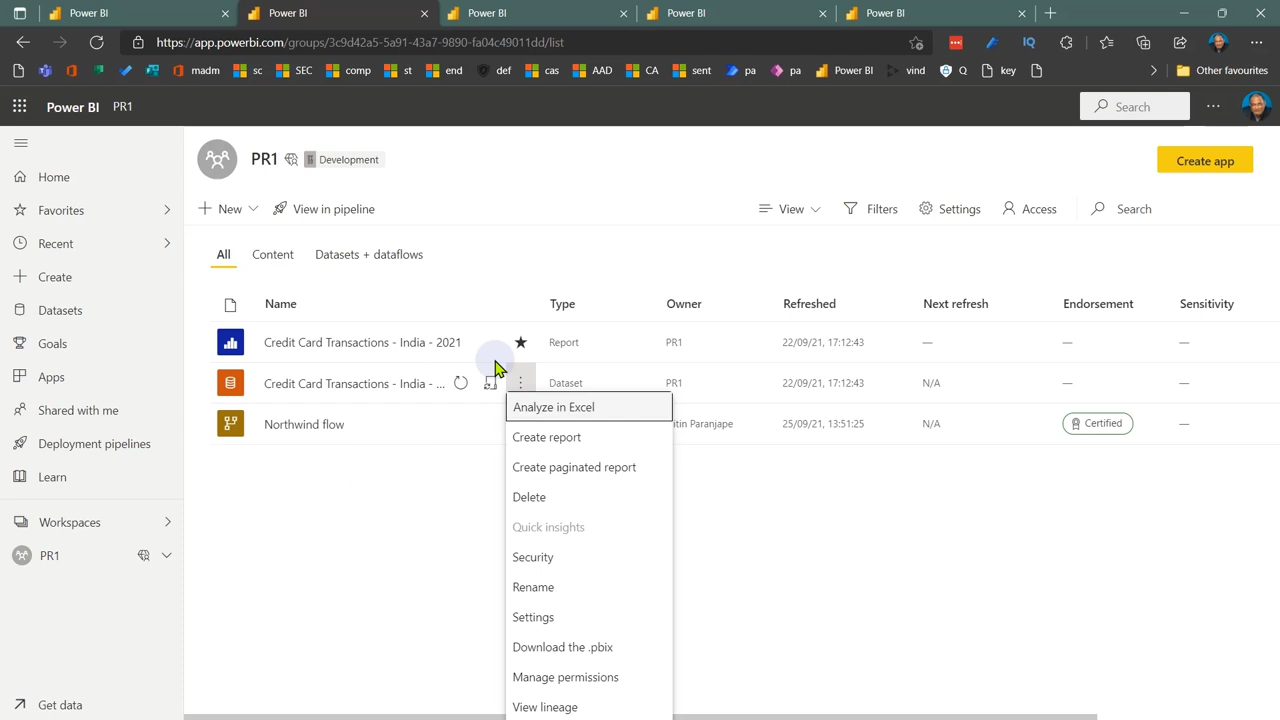 Power BI
Power BI
Power BI
Power BI
Power BI
https://app.powerbi.com/groups/3c9d42a5-5a91-43a7-9890-fa04c49011dd/list
madm sc SEC comp st end def cas AAD CA sent pa pa Power BI vind Q key Other favourites
Power BI PR1 Search
PR1 Development Create app
New View in pipeline View Filters Settings Access Search
All Content Datasets + dataflows
Name Type Owner Refreshed Next refresh Endorsement Sensitivity
Credit Card Transactions - India - 2021 Report PR1 22/09/21, 17:12:43 — — —
Credit Card Transactions - India - ... Dataset PR1 22/09/21, 17:12:43 N/A — —
Northwind flow itin Paranjape 25/09/21, 13:51:25 N/A Certified —
Analyze in Excel
Create report
Create paginated report
Delete
Quick insights
Security
Rename
Settings
Download the .pbix
Manage permissions
View lineage
Home
Favorites
Recent
Create
Datasets
Goals
Apps
Shared with me
Deployment pipelines
Learn
Workspaces
PR1
Get data